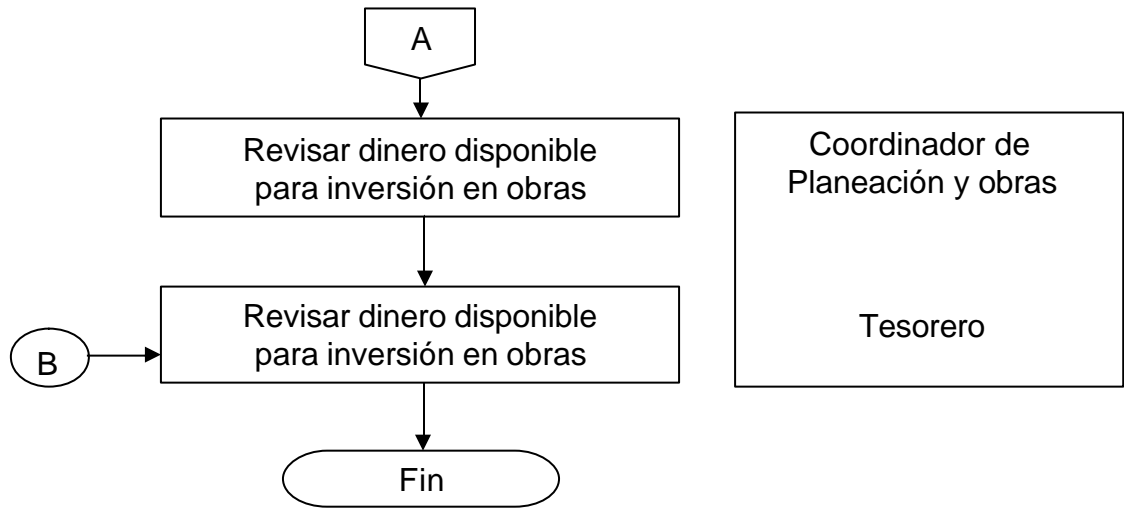 A
Revisar dinero disponible
para inversión en obras
Coordinador de
Planeación y obras
Revisar dinero disponible
para inversión en obras
Tesorero
B
Fin